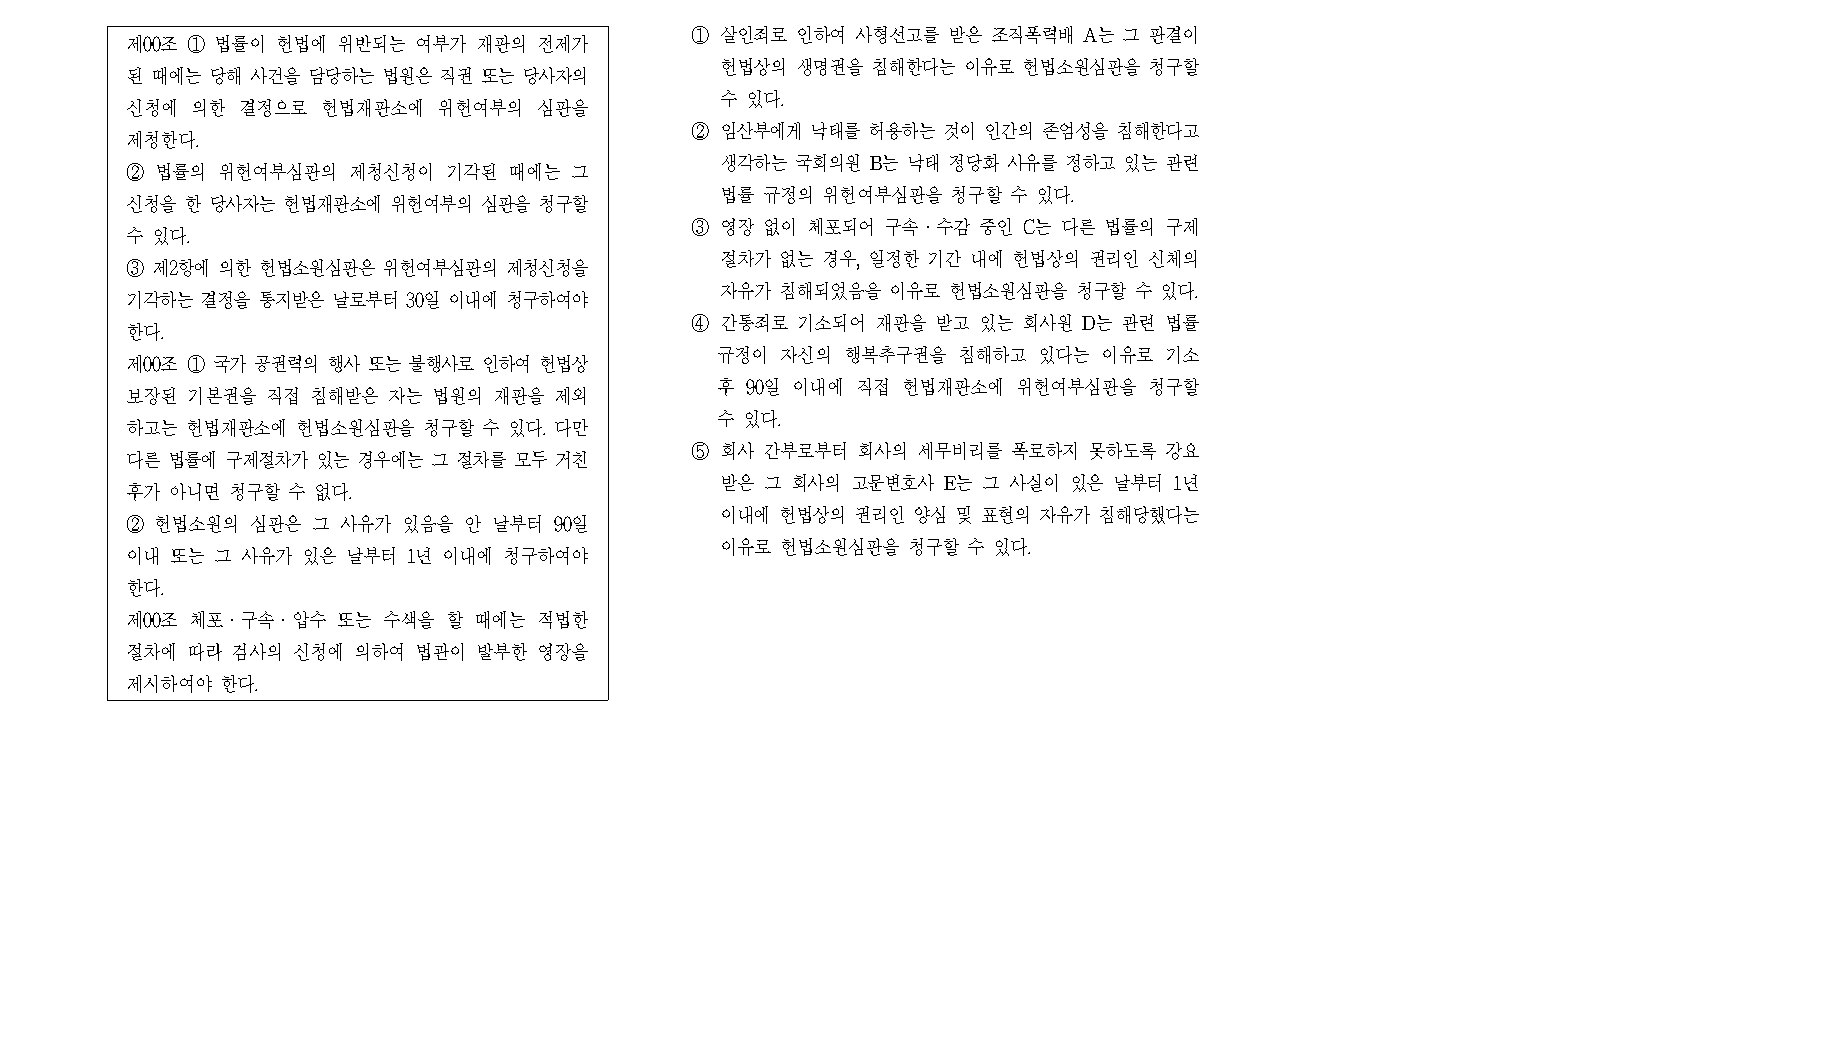 제00조 ① 법률이 헌법에 위반되는 여부가 재판의 전제가
된 때에는 당해 사건을 담당하는 법원은 직권 또는 당사자의
신청에 의한 결정으로 헌법재판소에 위헌여부의 심판을
제청한다.
② 법률의 위헌여부심판의 제청신청이 기각된 때에는 그
신청을 한 당사자는 헌법재판소에 위헌여부의 심판을 청구할
수 있다.
③ 제2항에 의한 헌법소원심판은 위헌여부심판의 제청신청을
기각하는 결정을 통지받은 날로부터 30일 이내에 청구하여야
한다.
제00조 ① 국가 공권력의 행사 또는 불행사로 인하여 헌법상
보장된 기본권을 직접 침해받은 자는 법원의 재판을 제외
하고는 헌법재판소에 헌법소원심판을 청구할 수 있다. 다만
다른 법률에 구제절차가 있는 경우에는 그 절차를 모두 거친
후가 아니면 청구할 수 없다.
② 헌법소원의 심판은 그 사유가 있음을 안 날부터 90일
이내 또는 그 사유가 있은 날부터 1년 이내에 청구하여야
한다.
제00조 체포·구속·압수 또는 수색을 할 때에는 적법한
절차에 따라 검사의 신청에 의하여 법관이 발부한 영장을
제시하여야 한다.
① 살인죄로 인하여 사형선고를 받은 조직폭력배 A는 그 판결이
헌법상의 생명권을 침해한다는 이유로 헌법소원심판을 청구할
수 있다.
② 임산부에게 낙태를 허용하는 것이 인간의 존엄성을 침해한다고
생각하는 국회의원 B는 낙태 정당화 사유를 정하고 있는 관련
법률 규정의 위헌여부심판을 청구할 수 있다.
③ 영장 없이 체포되어 구속·수감 중인 C는 다른 법률의 구제
절차가 없는 경우, 일정한 기간 내에 헌법상의 권리인 신체의
자유가 침해되었음을 이유로 헌법소원심판을 청구할 수 있다.
④ 간통죄로 기소되어 재판을 받고 있는 회사원 D는 관련 법률
규정이 자신의 행복추구권을 침해하고 있다는 이유로 기소
후 90일 이내에 직접 헌법재판소에 위헌여부심판을 청구할
수 있다.
⑤ 회사 간부로부터 회사의 세무비리를 폭로하지 못하도록 강요
받은 그 회사의 고문변호사 E는 그 사실이 있은 날부터 1년
이내에 헌법상의 권리인 양심 및 표현의 자유가 침해당했다는
이유로 헌법소원심판을 청구할 수 있다.